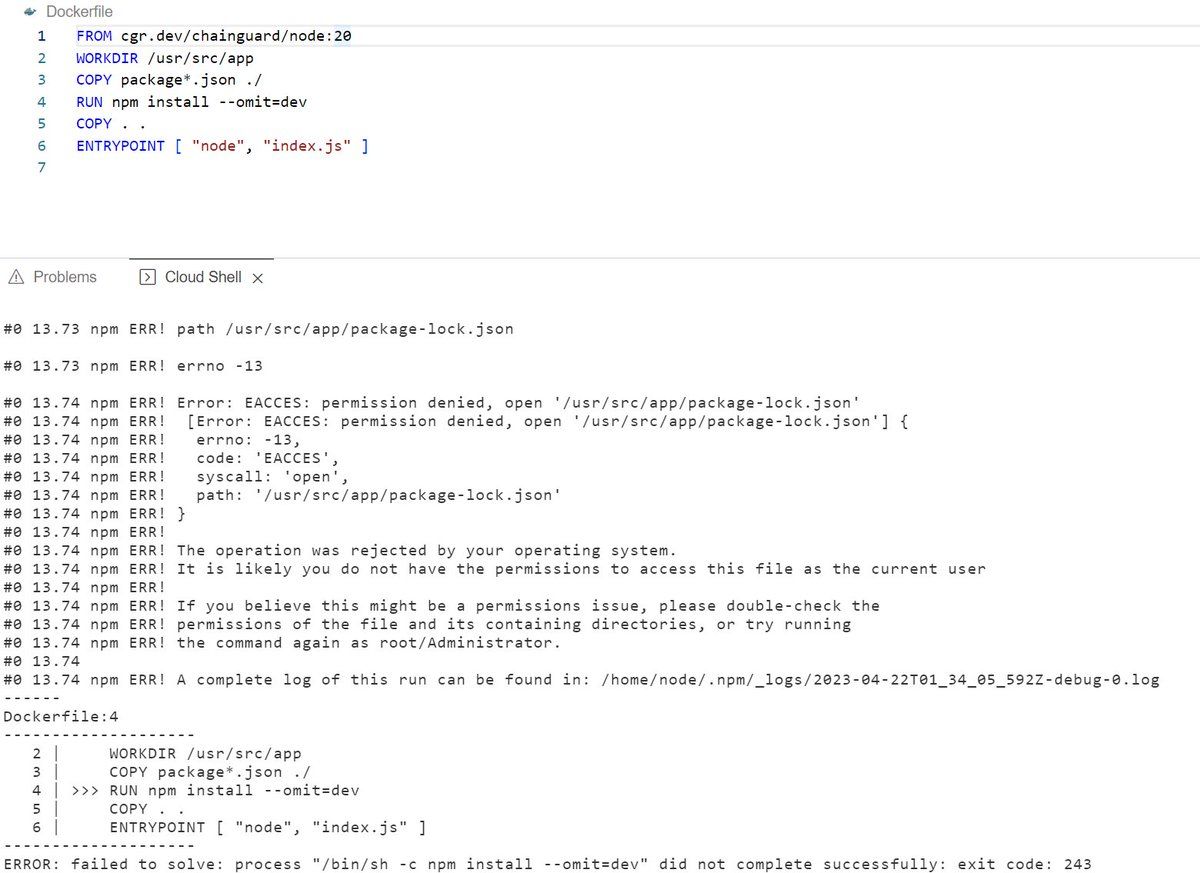 Dockerfile
1 FROM cgr.dev/chainguard/node:20
2 WORKDIR /usr/src/app
3 COPY package*.json ./
4 RUN npm install --omit=dev
5 COPY . .
6 ENTRYPOINT [ "node", "index.js" ]
7
Problems Cloud Shell
#0 13.73 npm ERR! path /usr/src/app/package-lock.json
#0 13.73 npm ERR! errno -13
#0 13.74 npm ERR! Error: EACCES: permission denied, open '/usr/src/app/package-lock.json'
#0 13.74 npm ERR!  [Error: EACCES: permission denied, open '/usr/src/app/package-lock.json'] {
#0 13.74 npm ERR!   errno: -13,
#0 13.74 npm ERR!   code: 'EACCES',
#0 13.74 npm ERR!   syscall: 'open',
#0 13.74 npm ERR!   path: '/usr/src/app/package-lock.json'
#0 13.74 npm ERR! }
#0 13.74 npm ERR!
#0 13.74 npm ERR! The operation was rejected by your operating system.
#0 13.74 npm ERR! It is likely you do not have the permissions to access this file as the current user
#0 13.74 npm ERR!
#0 13.74 npm ERR! If you believe this might be a permissions issue, please double-check the
#0 13.74 npm ERR! permissions of the file and its containing directories, or try running
#0 13.74 npm ERR! the command again as root/Administrator.
#0 13.74
#0 13.74 npm ERR! A complete log of this run can be found in: /home/node/.npm/_logs/2023-04-22T01_34_05_592Z-debug-0.log
------
Dockerfile:4
--------------------
   2 |     WORKDIR /usr/src/app
   3 |     COPY package*.json ./
   4 | >>> RUN npm install --omit=dev
   5 |     COPY . .
   6 |     ENTRYPOINT [ "node", "index.js" ]
--------------------
ERROR: failed to solve: process "/bin/sh -c npm install --omit=dev" did not complete successfully: exit code: 243